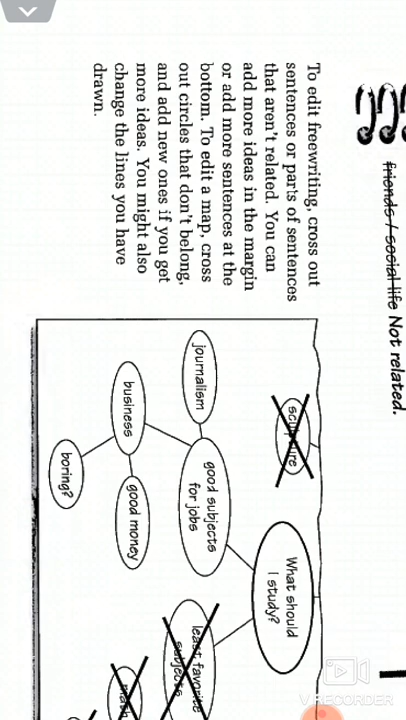 friends / social life Not related.
To edit freewriting, cross out
sentences or parts of sentences
that aren't related. You can
add more ideas in the margin
or add more sentences at the
bottom. To edit a map, cross
out circles that don't belong,
and add new ones if you get
more ideas. You might also
change the lines you have
drawn.
sculpture
What should
I study?
journalism
good subjects
for jobs
least favorite
subjects
business
good money
math
boring?
V RECORDER